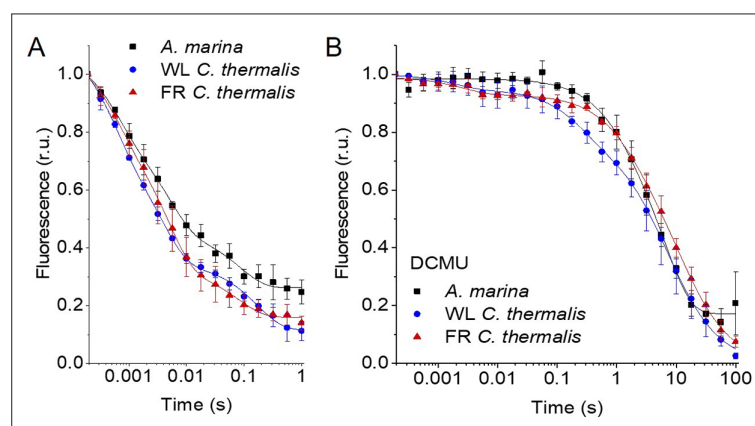 A
A. marina
WL C. thermalis
FR C. thermalis
Fluorescence (r.u.)
1.0
0.8
0.6
0.4
0.2
0.0
0.001 0.01 0.1 1
Time (s)
B
Fluorescence (r.u.)
1.0
0.8
0.6
0.4
0.2
0.0
DCMU
A. marina
WL C. thermalis
FR C. thermalis
0.001 0.01 0.1 1 10 100
Time (s)